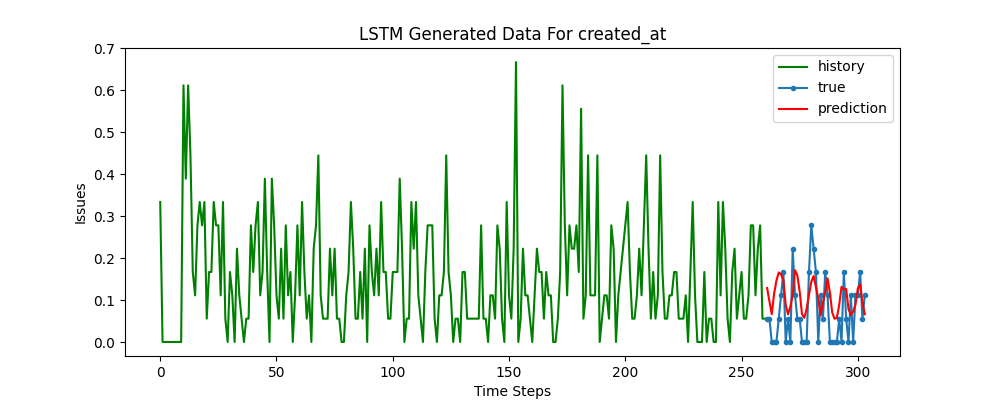 LSTM Generated Data For created_at
0.7
0.6
0.5
0.4
0.3
0.2
0.1
0.0
Issues
history
true
prediction
0 50 100 150 200 250 300
Time Steps